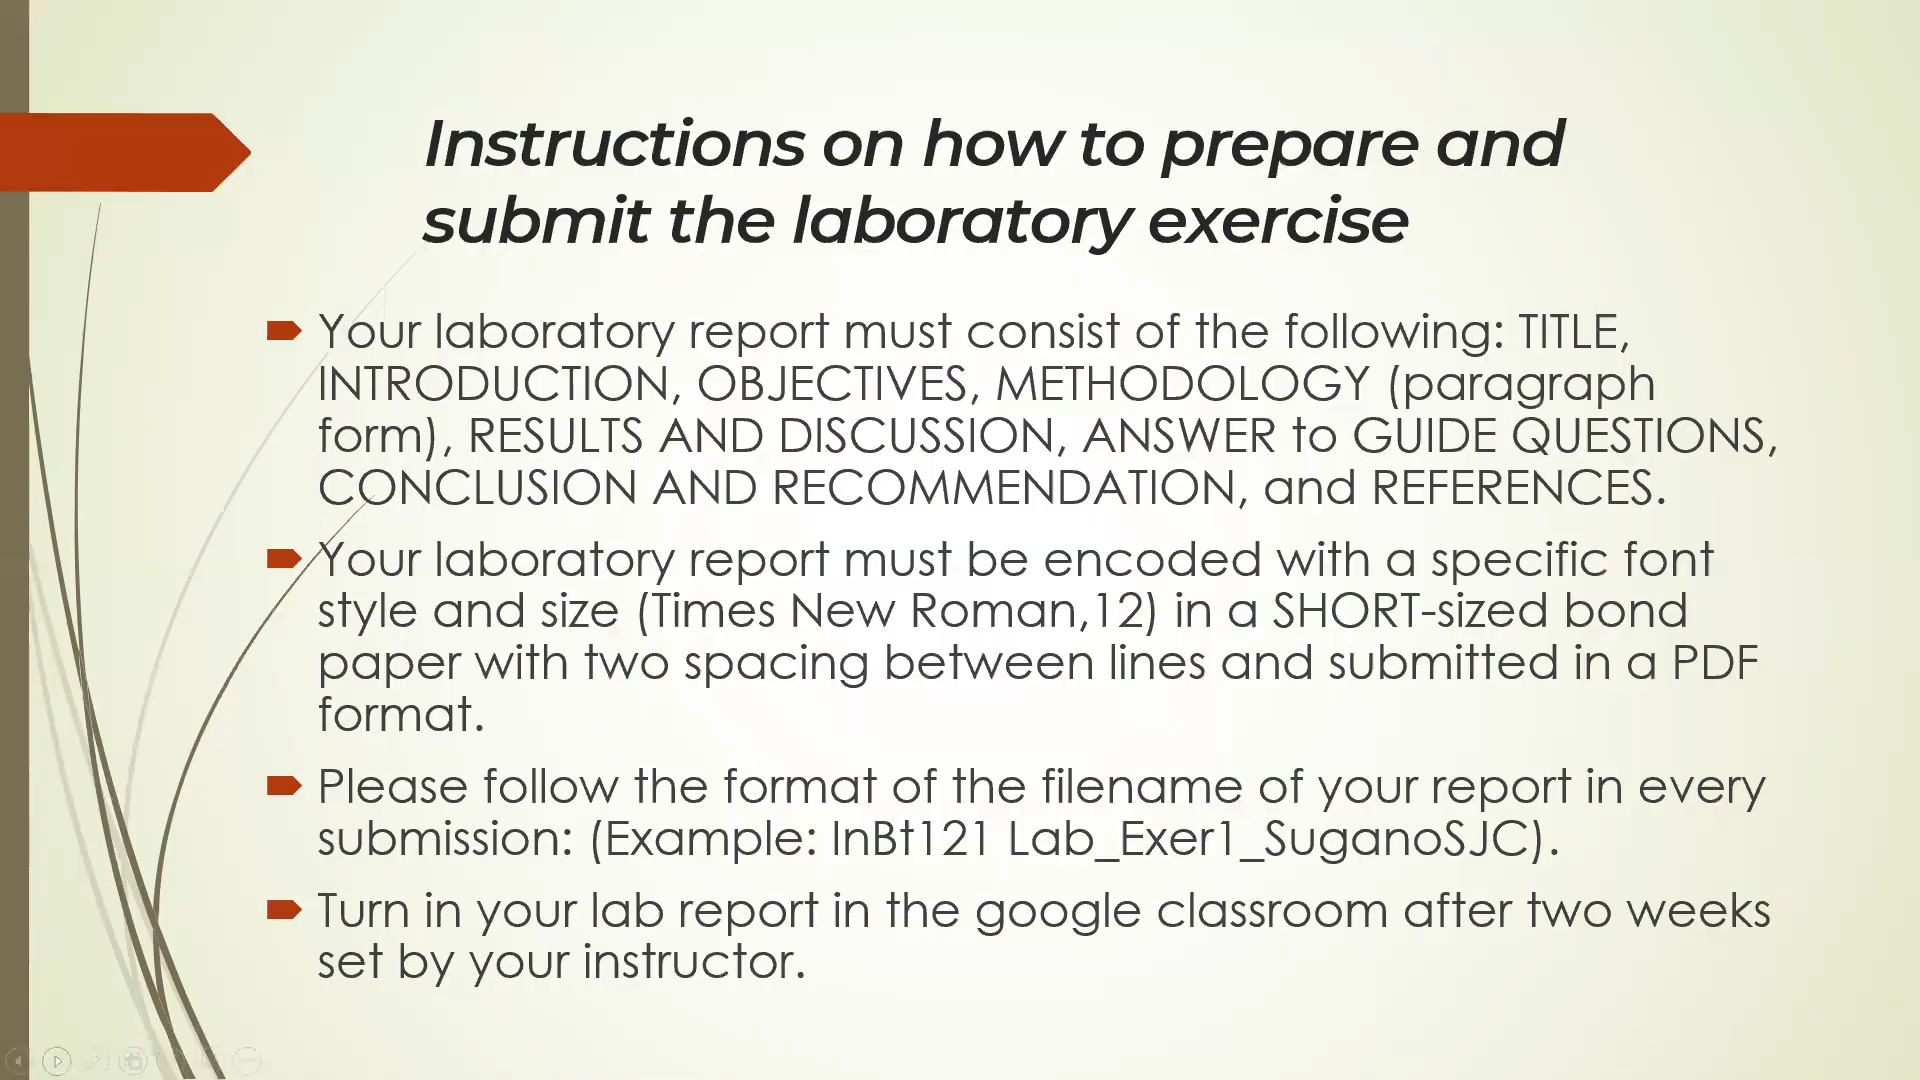 Instructions on how to prepare and
submit the laboratory exercise
Your laboratory report must consist of the following: TITLE,
INTRODUCTION, OBJECTIVES, METHODOLOGY (paragraph
form), RESULTS AND DISCUSSION, ANSWER to GUIDE QUESTIONS,
CONCLUSION AND RECOMMENDATION, and REFERENCES.
Your laboratory report must be encoded with a specific font
style and size (Times New Roman,12) in a SHORT-sized bond
paper with two spacing between lines and submitted in a PDF
format.
Please follow the format of the filename of your report in every
submission: (Example: InBt121 Lab_Exer1_SuganoSJC).
Turn in your lab report in the google classroom after two weeks
set by your instructor.